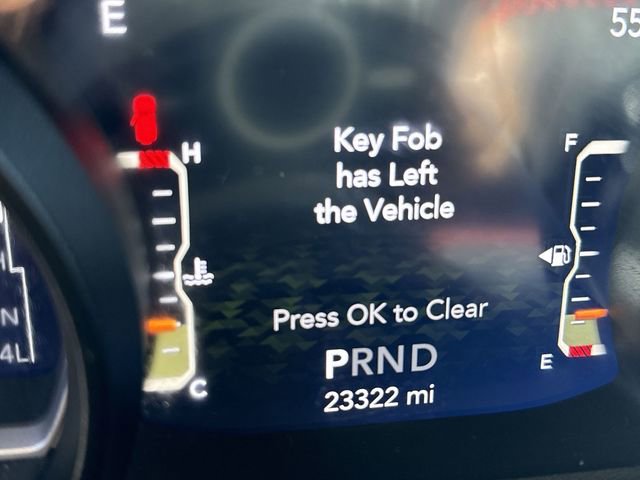 E
55
H
F
Key Fob
has Left
the Vehicle
N
4L
Press OK to Clear
PRND
E
C
23322 mi